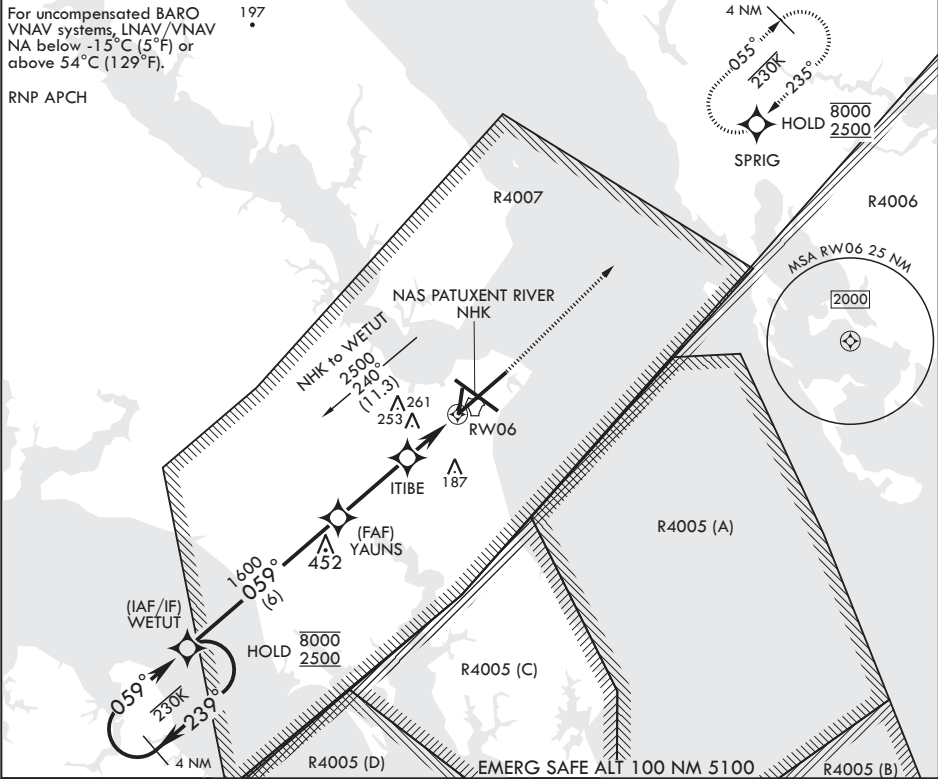 For uncompensated BARO
VNAV systems, LNAV/VNAV
NA below -15°C (5°F) or
above 54°C (129°F).
RNP APCH
197
4 NM
055°
230K
235°
HOLD 8000
2500
SPRIG
R4007
R4006
MSA RW06 25 NM
2000
NAS PATUXENT RIVER
NHK
NHK to WETUT
2500
240°
(11.3)
261
253
RW06
ITIBE
187
(FAF)
YAUNS
452
R4005 (A)
1600
059°
(6)
(IAF/IF)
WETUT
HOLD 8000
2500
059°
230K
239°
4 NM
R4005 (C)
R4005 (D)
EMERG SAFE ALT 100 NM 5100
R4005 (B)